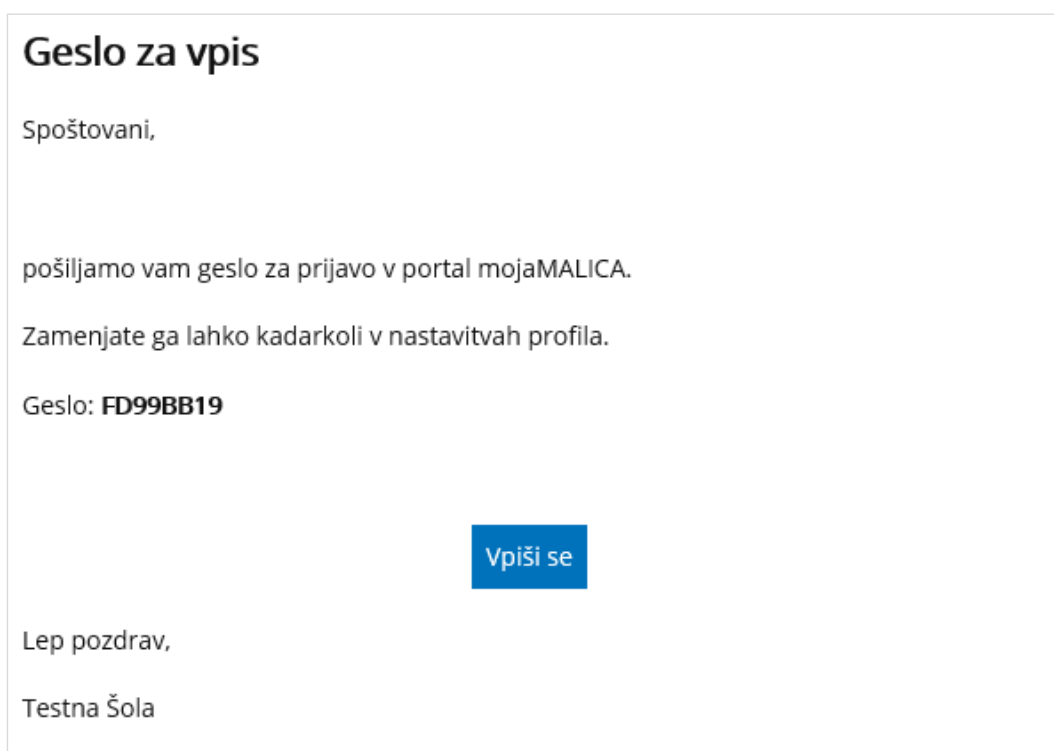 Geslo za vpis
Spoštovani,
pošiljamo vam geslo za prijavo v portal mojaMALICA.
Zamenjate ga lahko kadarkoli v nastavitvah profila.
Geslo: FD99BB19
Vpiši se
Lep pozdrav,
Testna Šola